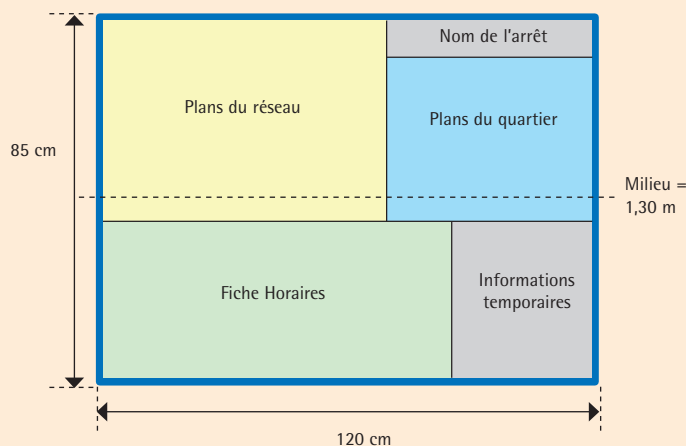 Nom de l'arrêt
Plans du réseau
Plans du quartier
85 cm
Milieu =
1,30 m
Fiche Horaires
Informations
temporaires
120 cm